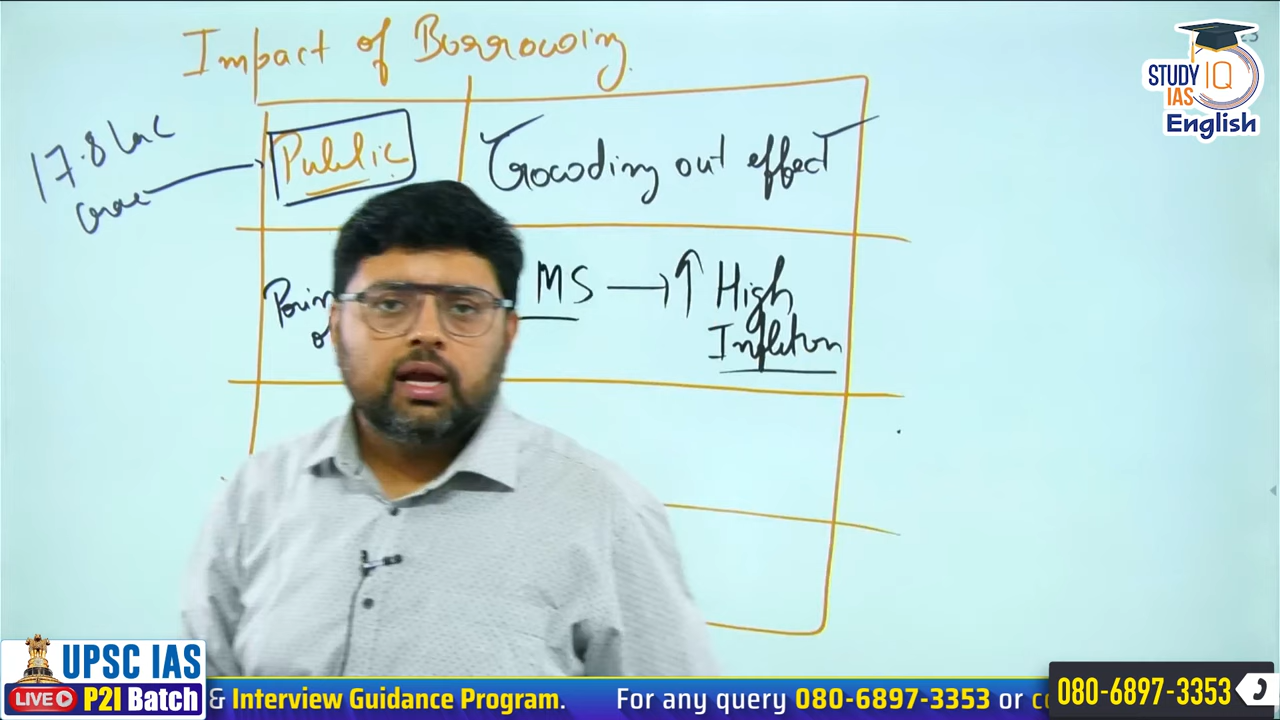 Impact of Borrowing
17.8 Lac
Public
Crowding out effect
MS → ↑ High
Inflation
STUDY IQ
IAS
English
UPSC IAS
LIVE P2I Batch
& Interview Guidance Program. For any query 080-6897-3353 or
080-6897-3353